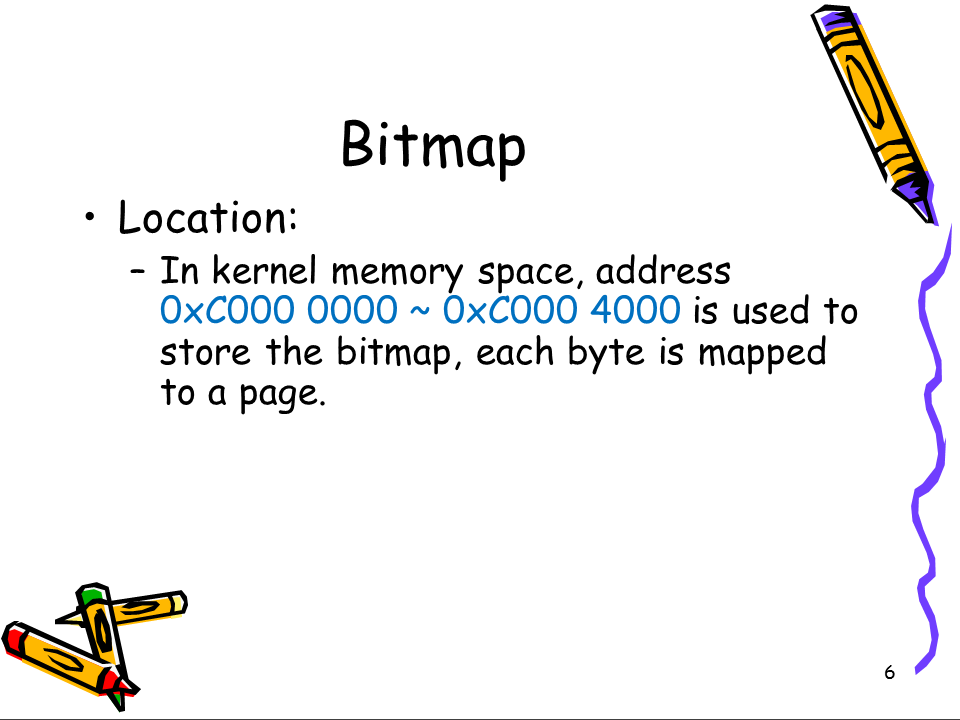 Bitmap
• Location:
– In kernel memory space, address
0xC000 0000 ~ 0xC000 4000 is used to
store the bitmap, each byte is mapped
to a page.
6